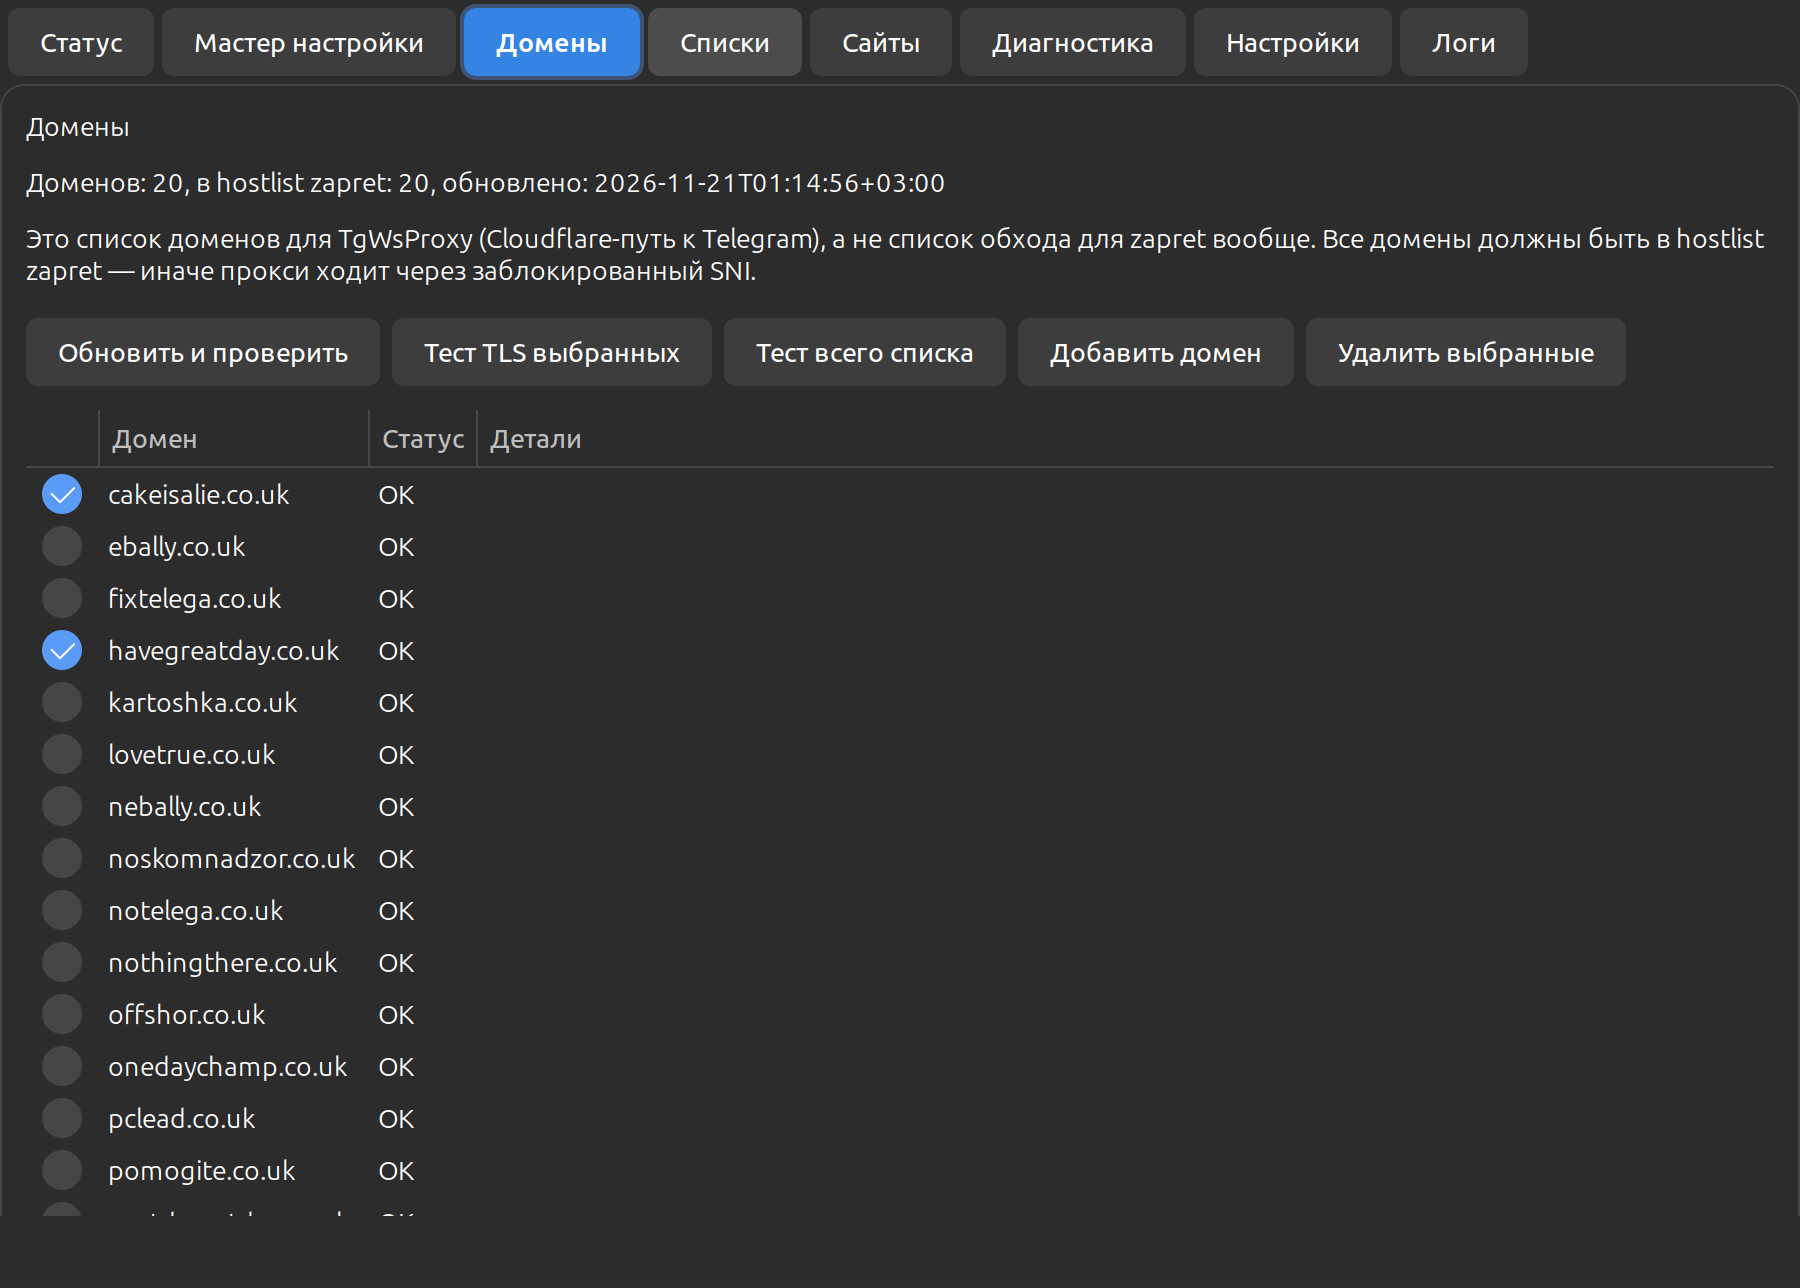 Статус Мастер настройки Домены Списки Сайты Диагностика Настройки Логи
Домены
Доменов: 20, в hostlist zapret: 20, обновлено: 2026-11-21T01:14:56+03:00
Это список доменов для TgWsProxy (Cloudflare-путь к Telegram), а не список обхода для zapret вообще. Все домены должны быть в hostlist
zapret — иначе прокси ходит через заблокированный SNI.
Обновить и проверить Тест TLS выбранных Тест всего списка Добавить домен Удалить выбранные
Домен Статус Детали
cakeisalie.co.uk OK
ebally.co.uk OK
fixtelega.co.uk OK
havegreatday.co.uk OK
kartoshka.co.uk OK
lovetrue.co.uk OK
nebally.co.uk OK
noskomnadzor.co.uk OK
notelega.co.uk OK
nothingthere.co.uk OK
offshor.co.uk OK
onedaychamp.co.uk OK
pclead.co.uk OK
pomogite.co.uk OK